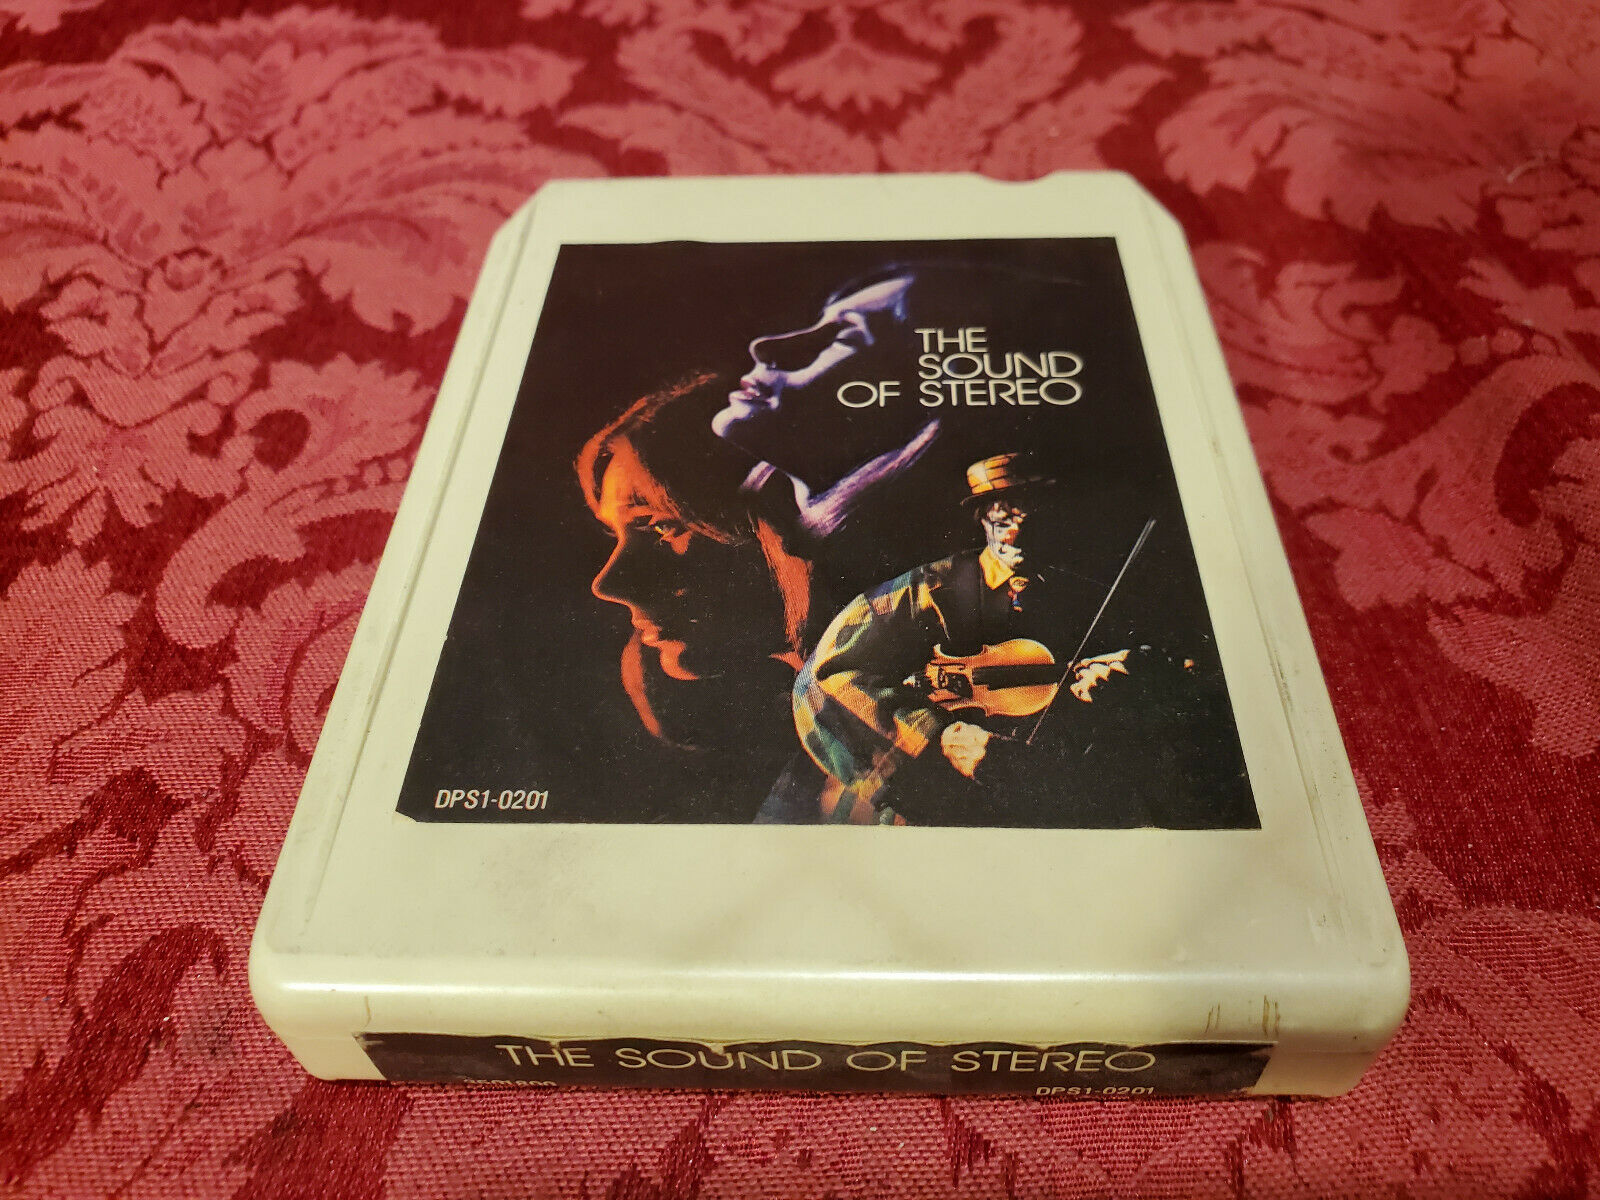 THE
SOUND
OF STEREO
DPS1-0201
THE SOUND OF STEREO
DPS1-0201